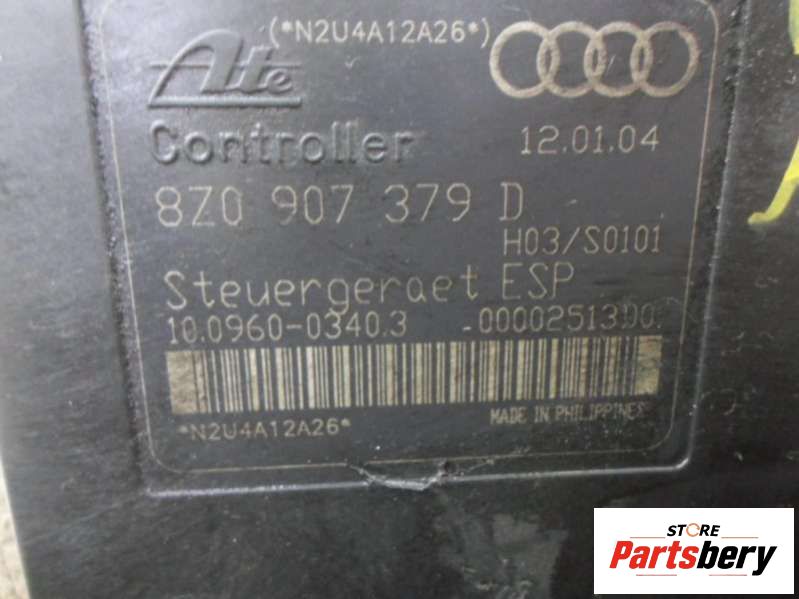 (*N2U4A12A26*)
Ate
Controller 12.01.04
8Z0 907 379 D
H03/S0101
Steuergeraet ESP
10.0960-0340.3 .00002513D0.
*N2U4A12A26* MADE IN PHILIPPINES
STORE
Partsbery